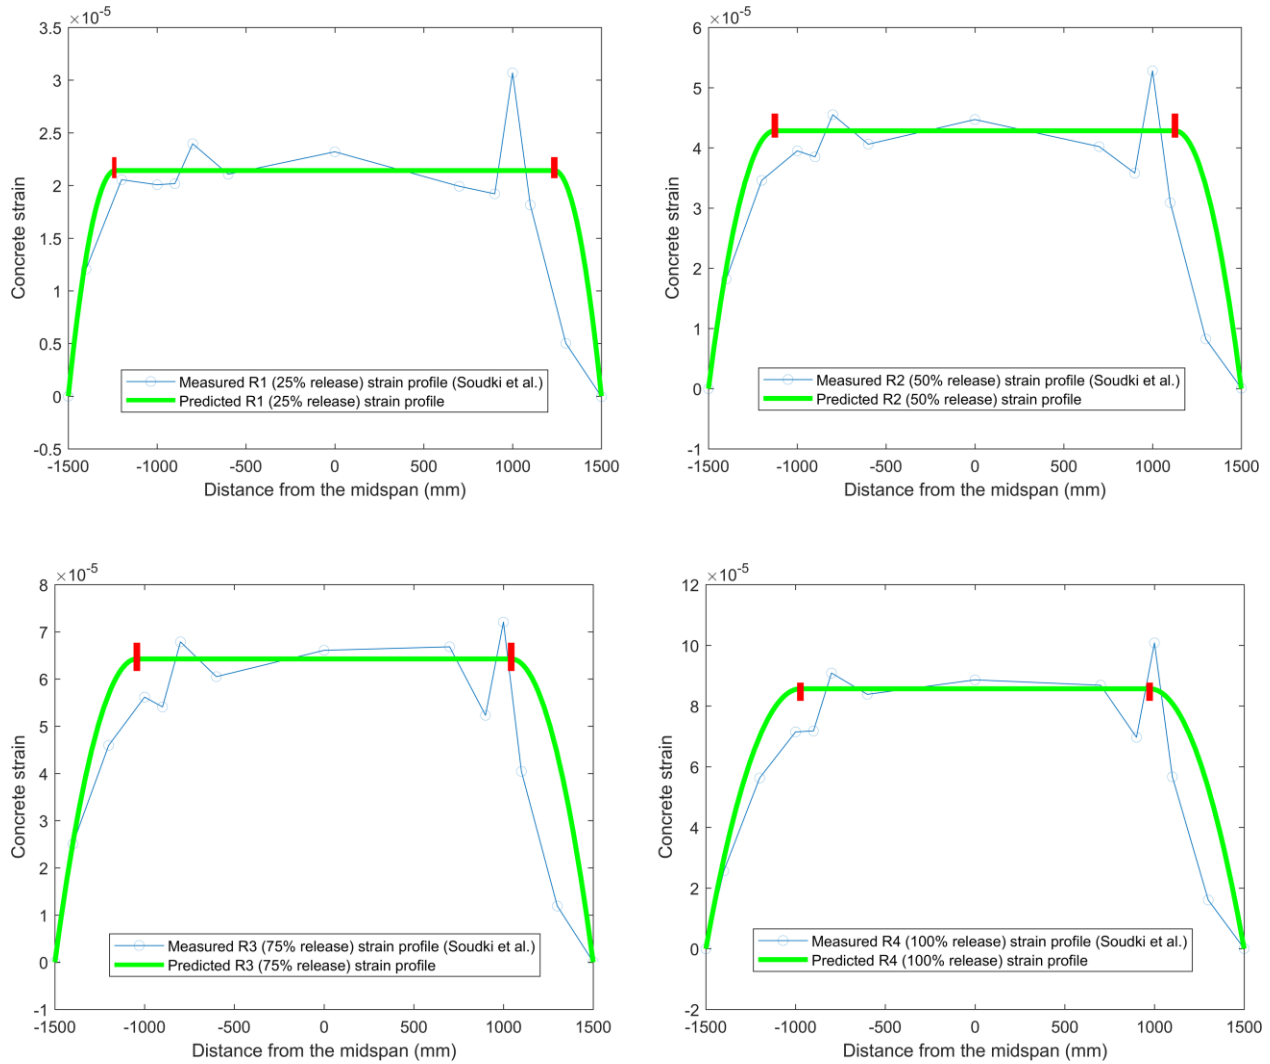 ×10-5
3.5
3
2.5
2
1.5
1
0.5
0
-0.5
Concrete strain
Measured R1 (25% release) strain profile (Soudki et al.)
Predicted R1 (25% release) strain profile
-1500 -1000 -500 0 500 1000 1500
Distance from the midspan (mm)
×10-5
6
5
4
3
2
1
0
-1
Concrete strain
Measured R2 (50% release) strain profile (Soudki et al.)
Predicted R2 (50% release) strain profile
-1500 -1000 -500 0 500 1000 1500
Distance from the midspan (mm)
×10-5
8
7
6
5
4
3
2
1
0
-1
Concrete strain
Measured R3 (75% release) strain profile (Soudki et al.)
Predicted R3 (75% release) strain profile
-1500 -1000 -500 0 500 1000 1500
Distance from the midspan (mm)
×10-5
12
10
8
6
4
2
0
-2
Concrete strain
Measured R4 (100% release) strain profile (Soudki et al.)
Predicted R4 (100% release) strain profile
-1500 -1000 -500 0 500 1000 1500
Distance from the midspan (mm)